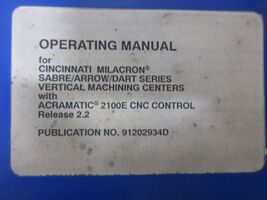 OPERATING MANUAL
for
CINCINNATI MILACRON®
SABRE/ARROW/DART SERIES
VERTICAL MACHINING CENTERS
with
ACRAMATIC® 2100E CNC CONTROL
Release 2.2
PUBLICATION NO. 91202934D